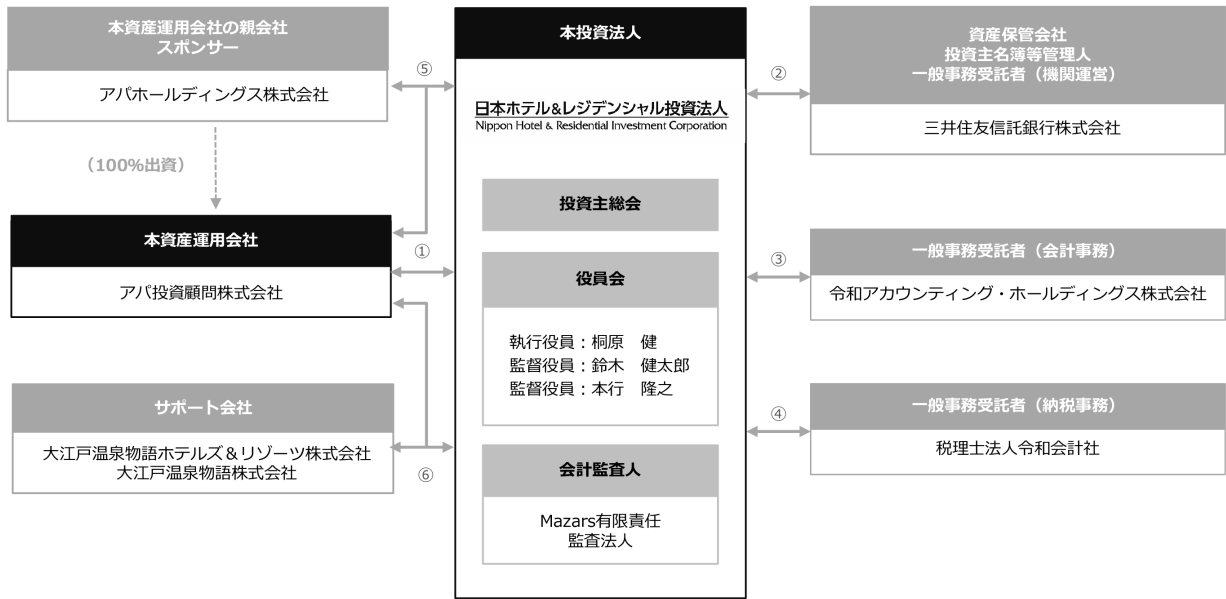 本資産運用会社の親会社
スポンサー
アパホールディングス株式会社
（100%出資）
本資産運用会社
アパ投資顧問株式会社
サポート会社
大江戸温泉物語ホテルズ＆リゾーツ株式会社
大江戸温泉物語株式会社
⑤
①
⑥
本投資法人
日本ホテル&レジデンシャル投資法人
Nippon Hotel & Residential Investment Corporation
投資主総会
役員会
執行役員：桐原　健
監督役員：鈴木　健太郎
監督役員：本行　隆之
会計監査人
Mazars有限責任
監査法人
②
③
④
資産保管会社
投資主名簿等管理人
一般事務受託者（機関運営）
三井住友信託銀行株式会社
一般事務受託者（会計事務）
令和アカウンティング・ホールディングス株式会社
一般事務受託者（納税事務）
税理士法人令和会計社